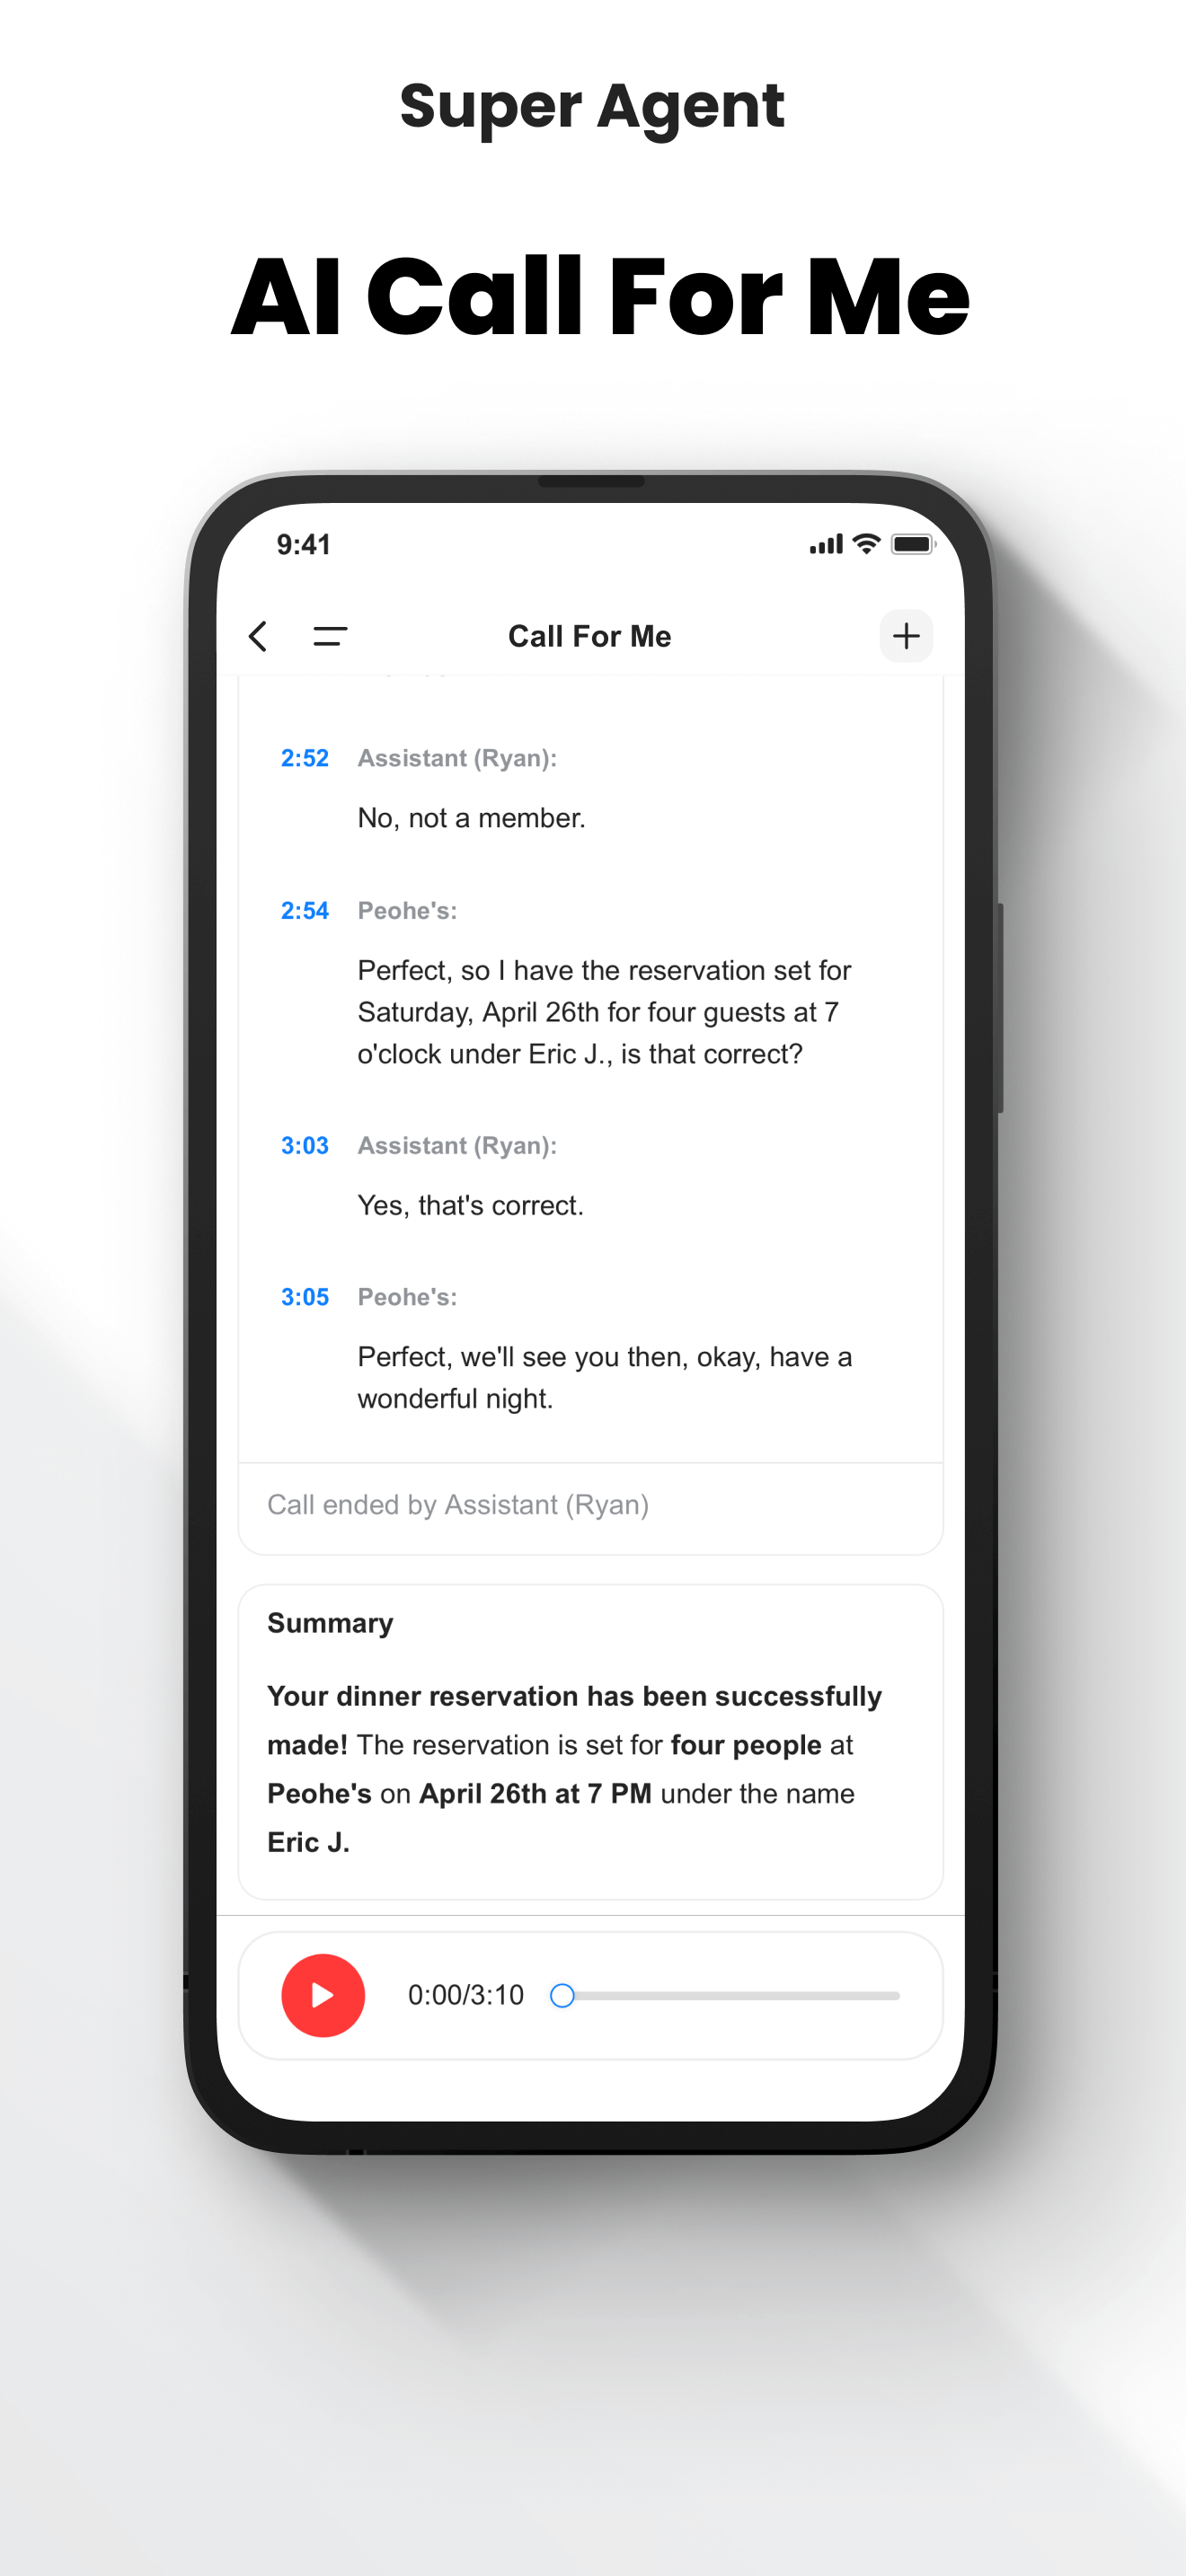 Super Agent
AI Call For Me
9:41
Call For Me
2:52 Assistant (Ryan):
No, not a member.
2:54 Peohe's:
Perfect, so I have the reservation set for
Saturday, April 26th for four guests at 7
o'clock under Eric J., is that correct?
3:03 Assistant (Ryan):
Yes, that's correct.
3:05 Peohe's:
Perfect, we'll see you then, okay, have a
wonderful night.
Call ended by Assistant (Ryan)
Summary
Your dinner reservation has been successfully
made! The reservation is set for four people at
Peohe's on April 26th at 7 PM under the name
Eric J.
0:00/3:10